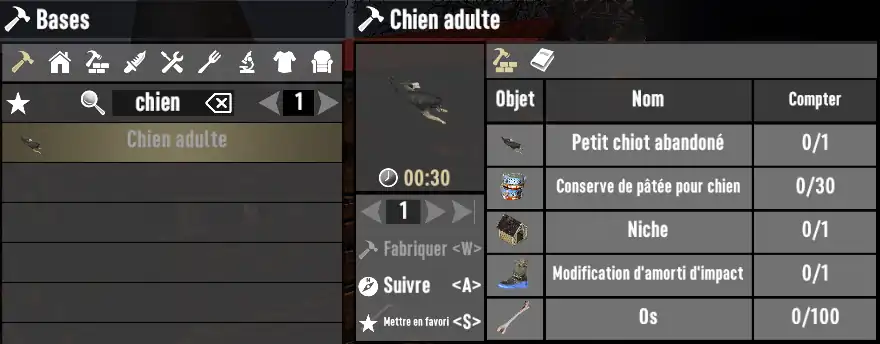 Bases
chien
1
Chien adulte
Chien adulte
00:30
1
Fabriquer <W>
Suivre <A>
Mettre en favori <S>
Objet Nom Compter
Petit chiot abandoné 0/1
Conserve de pâtée pour chien 0/30
Niche 0/1
Modification d'amorti d'impact 0/1
Os 0/100